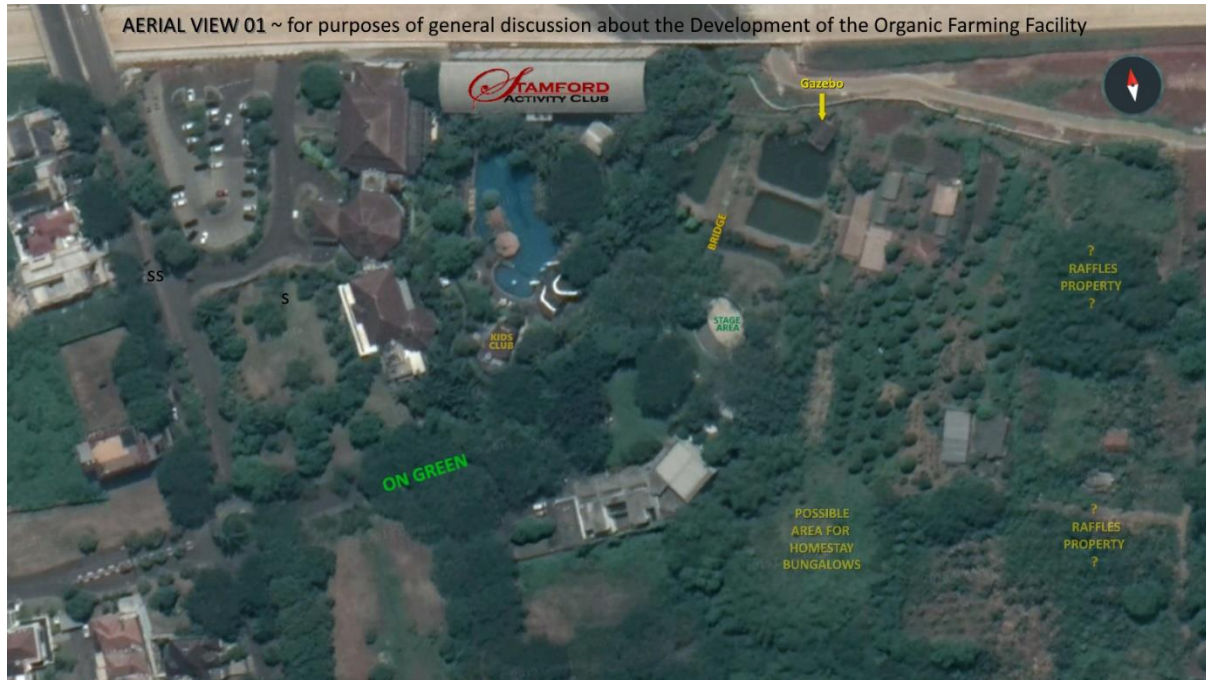 AERIAL VIEW 01 ~ for purposes of general discussion about the Development of the Organic Farming Facility
STAMFORD
ACTIVITY CLUB
Gazebo
BRIDGE
SS
S
?
RAFFLES
PROPERTY
?
STAGE
AREA
KIDS
CLUB
ON GREEN
POSSIBLE
AREA FOR
HOMESTAY
BUNGALOWS
?
RAFFLES
PROPERTY
?